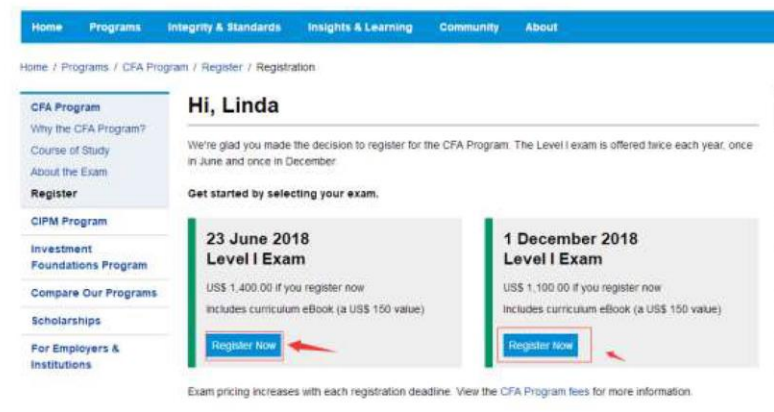 Home Programs Integrity & Standards Insights & Learning Community About
Home / Programs / CFA Program / Register / Registration
CFA Program
Why the CFA Program?
Course of Study
About the Exam
Register
CIPM Program
Investment
Foundations Program
Compare Our Programs
Scholarships
For Employers &
Institutions
Hi, Linda
We're glad you made the decision to register for the CFA Program. The Level I exam is offered twice each year, once
in June and once in December
Get started by selecting your exam.
23 June 2018
Level I Exam
US$ 1,400.00 if you register now
Includes curriculum eBook (a US$ 150 value)
Register Now
1 December 2018
Level I Exam
US$ 1,100.00 if you register now
Includes curriculum eBook (a US$ 150 value)
Register Now
Exam pricing increases with each registration deadline. View the CFA Program fees for more information.